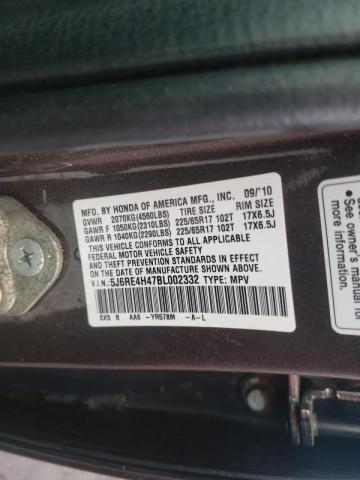 MFD. BY HONDA OF AMERICA MFG., INC. 09/'10
GVWR 2070KG(4560LBS) TIRE SIZE RIM SIZE
GAWR F 1050KG(2310LBS) 225/65R17 102T 17X6.5J
GAWR R 1040KG(2290LBS) 225/65R17 102T 17X6.5J
THIS VEHICLE CONFORMS TO ALL APPLICABLE
FEDERAL MOTOR VEHICLE SAFETY
AND THEFT PREVENTION STANDARDS IN EFFECT
ON THE DATE OF MANUFACTURE SHOWN ABOVE.
V.I.N.: 5J6RE4H47BL002332 TYPE: MPV
SXS B AA6 -YR578M -A-L
See
owner's
manual for